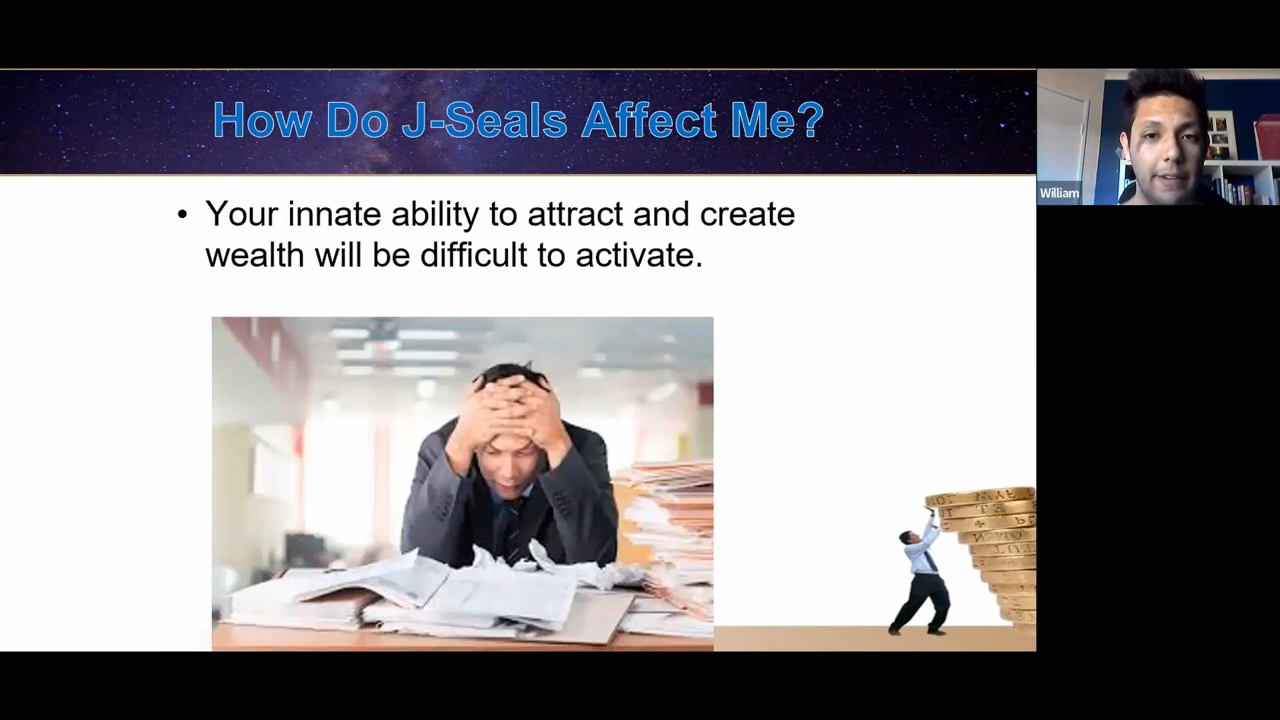 How Do J-Seals Affect Me?
William
• Your innate ability to attract and create
wealth will be difficult to activate.